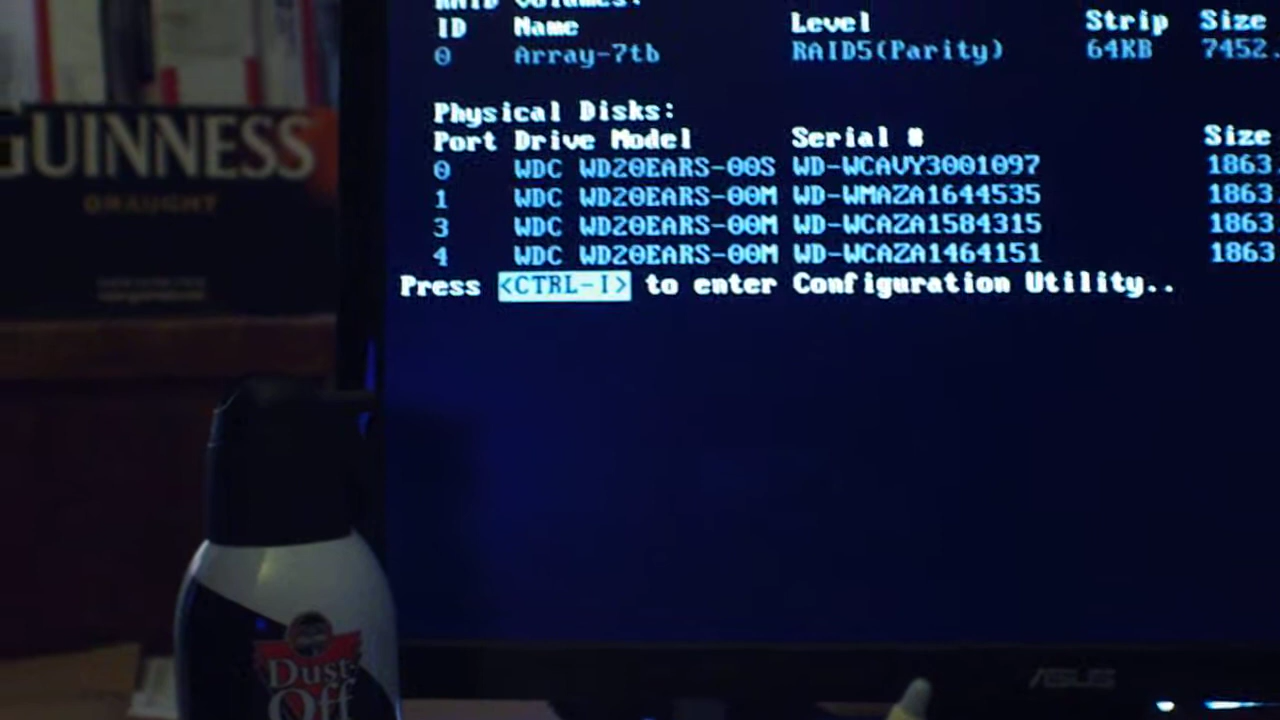 GUINNESS
DRAUGHT
RAID Volumes:
ID Name Level Strip Size
0 Array-7tb RAID5(Parity) 64KB 7452.
Physical Disks:
Port Drive Model Serial # Size
0 WDC WD20EARS-00S WD-WCAVY3001097 1863.
1 WDC WD20EARS-00M WD-WMAZA1644535 1863.
3 WDC WD20EARS-00M WD-WCAZA1584315 1863.
4 WDC WD20EARS-00M WD-WCAZA1464151 1863
Press <CTRL-I> to enter Configuration Utility..
Dust-
Off
ASUS